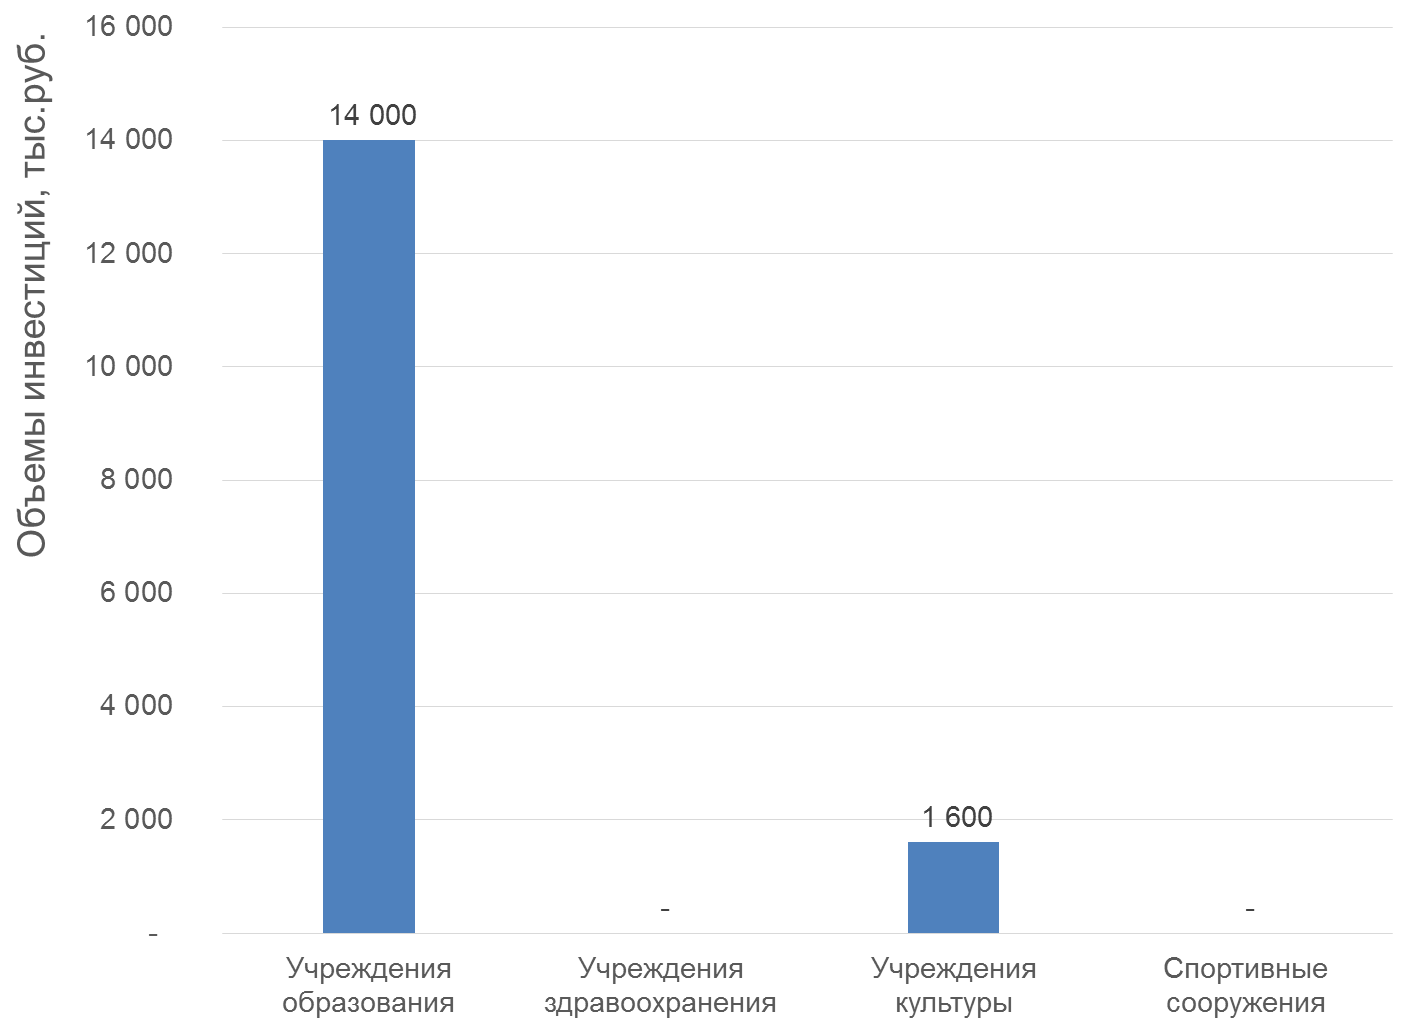 Объемы инвестиций, тыс.руб.
16 000
14 000
12 000
10 000
8 000
6 000
4 000
2 000
-
14 000
-
1 600
-
Учреждения
образования
Учреждения
здравоохранения
Учреждения
культуры
Спортивные
сооружения